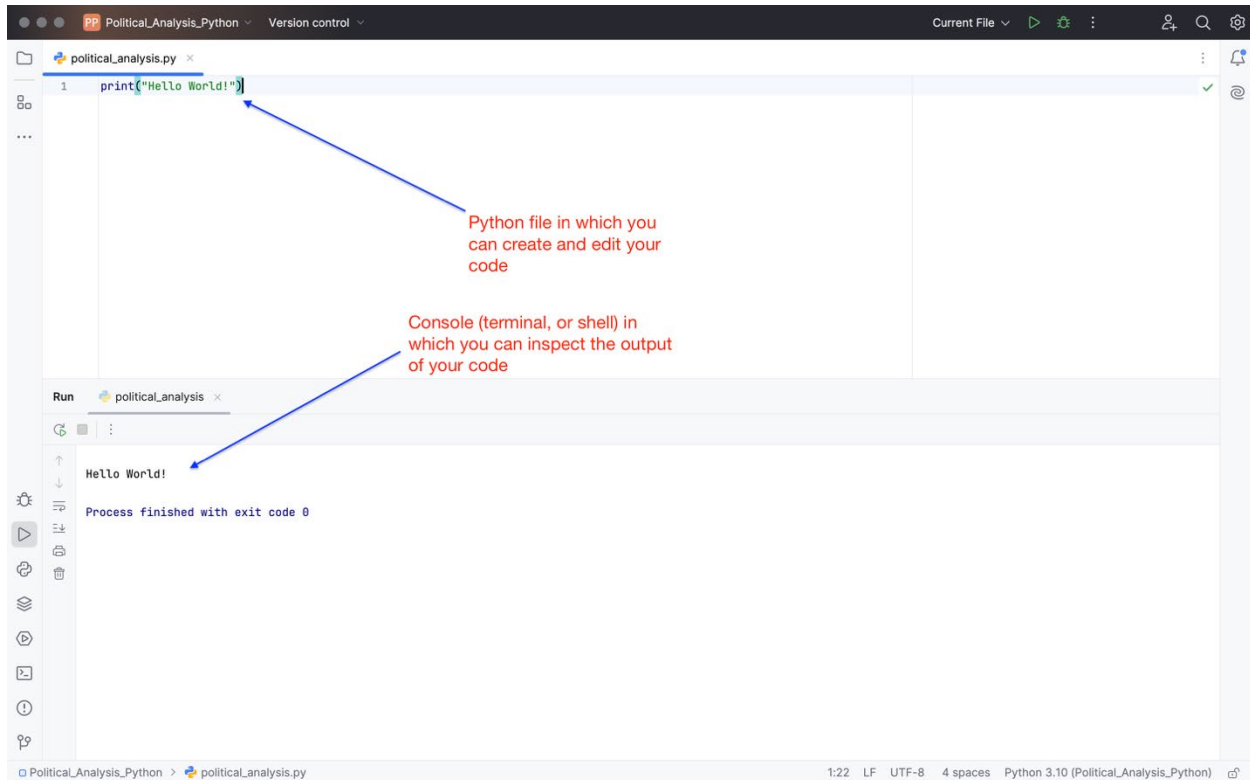 PP Political_Analysis_Python Version control Current File
political_analysis.py
1 print("Hello World!")
Python file in which you
can create and edit your
code
Console (terminal, or shell) in
which you can inspect the output
of your code
Run political_analysis
Hello World!
Process finished with exit code 0
Political_Analysis_Python > political_analysis.py 1:22 LF UTF-8 4 spaces Python 3.10 (Political_Analysis_Python)